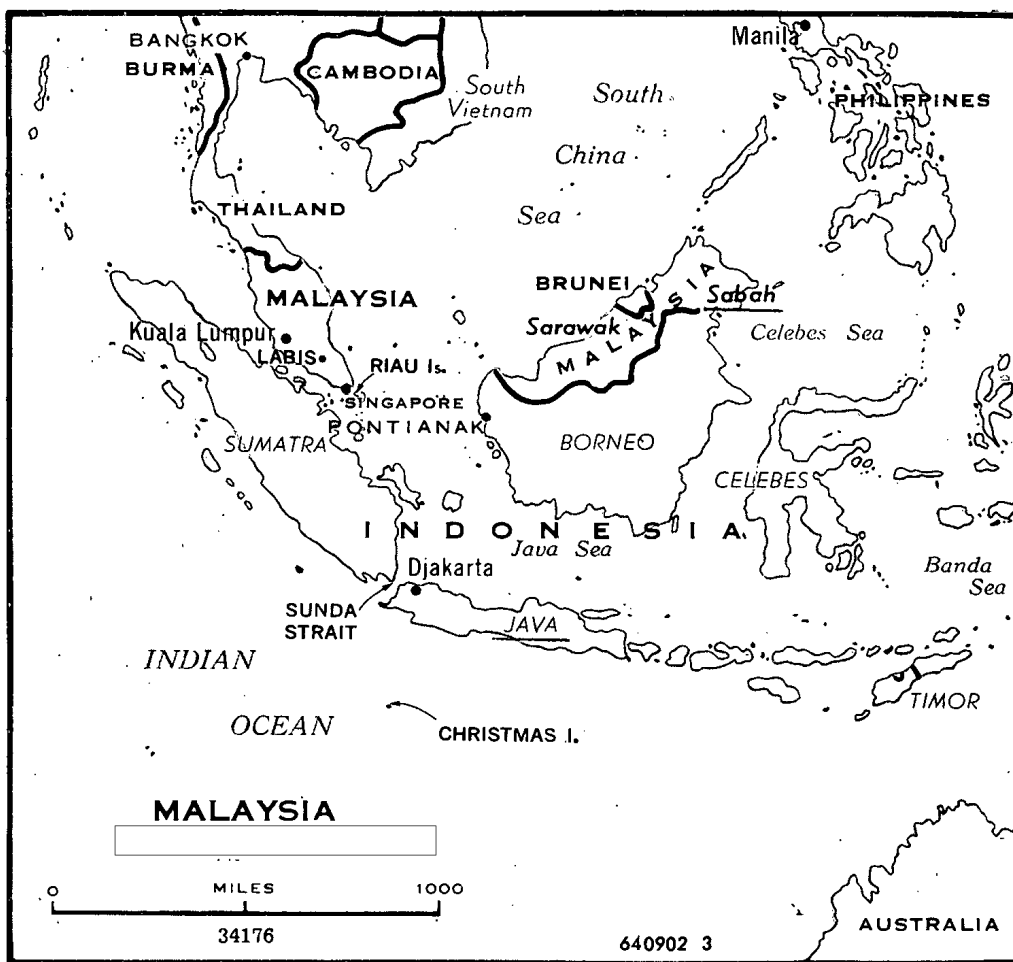 BANGKOK
BURMA
CAMBODIA
South
Vietnam
Manila
PHILIPPINES
South
China
Sea
THAILAND
MALAYSIA
Kuala Lumpur
LABIS
RIAU Is.
SINGAPORE
PONTIANAK
SUMATRA
BRUNEI
Sarawak
MALAYSIA
Sabah
Celebes Sea
BORNEO
CELEBES
INDONESIA
Java Sea
Banda
Sea
Djakarta
SUNDA
STRAIT
JAVA
TIMOR
INDIAN
OCEAN
CHRISTMAS I.
MALAYSIA
0 MILES 1000
34176
640902 3
AUSTRALIA